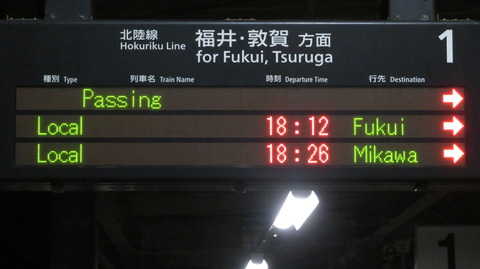 北陸線 福井・敦賀 方面 1
Hokuriku Line for Fukui, Tsuruga
種別 Type 列車名 Train Name 時刻 Departure Time 行先 Destination
Passing →
Local 18:12 Fukui →
Local 18:26 Mikawa →
1